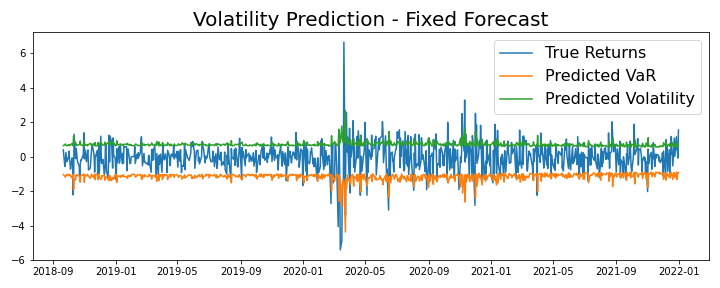 Volatility Prediction - Fixed Forecast
True Returns
Predicted VaR
Predicted Volatility
6
4
2
0
−2
−4
−6
2018-09 2019-01 2019-05 2019-09 2020-01 2020-05 2020-09 2021-01 2021-05 2021-09 2022-01